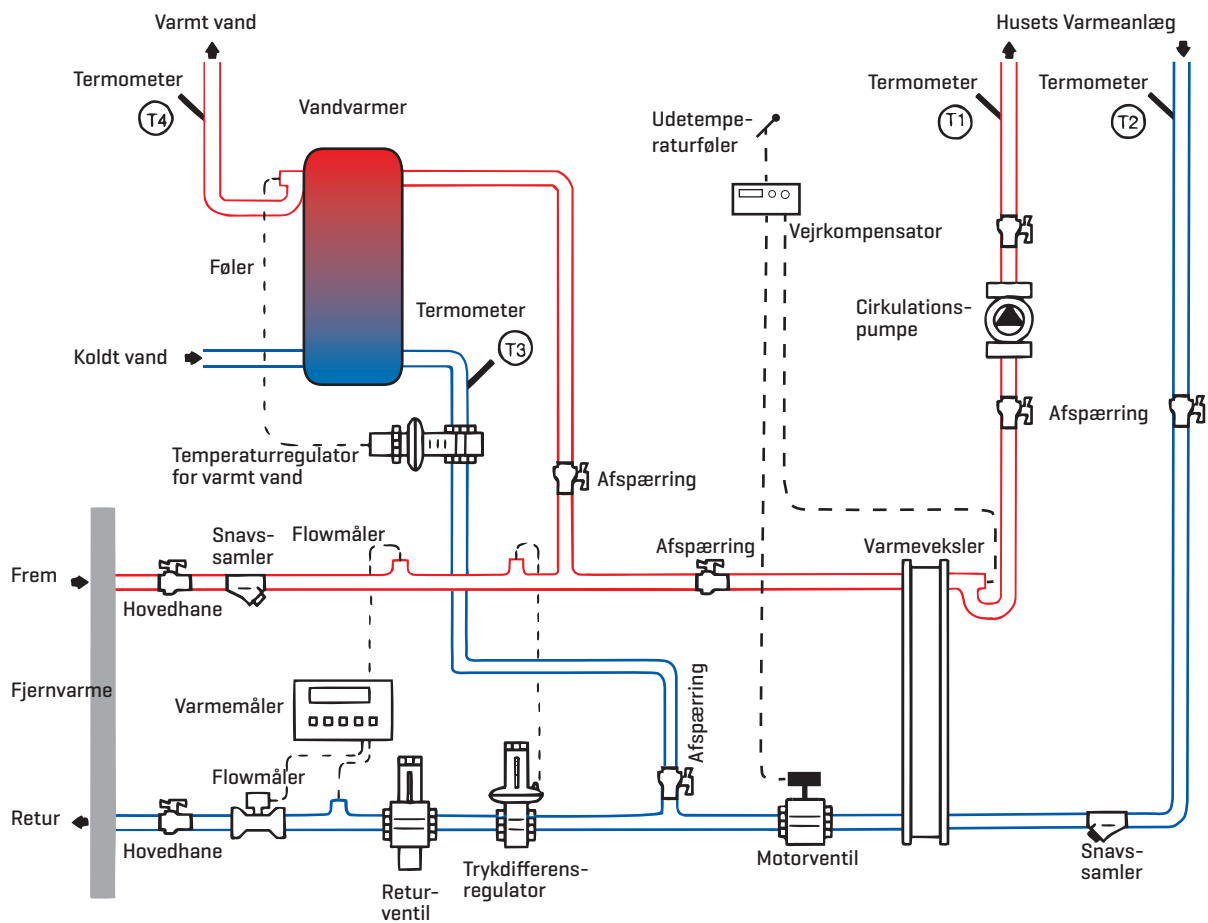 Varmt vand
Husets Varmeanlæg
Termometer
T4
Vandvarmer
Termometer
T1
Termometer
T2
Udetempe-
raturføler
Vejrkompensator
Føler
Termometer
T3
Cirkulations-
pumpe
Koldt vand
Afspærring
Temperaturregulator
for varmt vand
Afspærring
Snavs-
samler
Flowmåler
Afspærring
Varmeveksler
Frem
Hovedhane
Fjernvarme
Varmemåler
Afspærring
Flowmåler
Retur
Hovedhane
Retur-
ventil
Trykdifferens-
regulator
Motorventil
Snavs-
samler